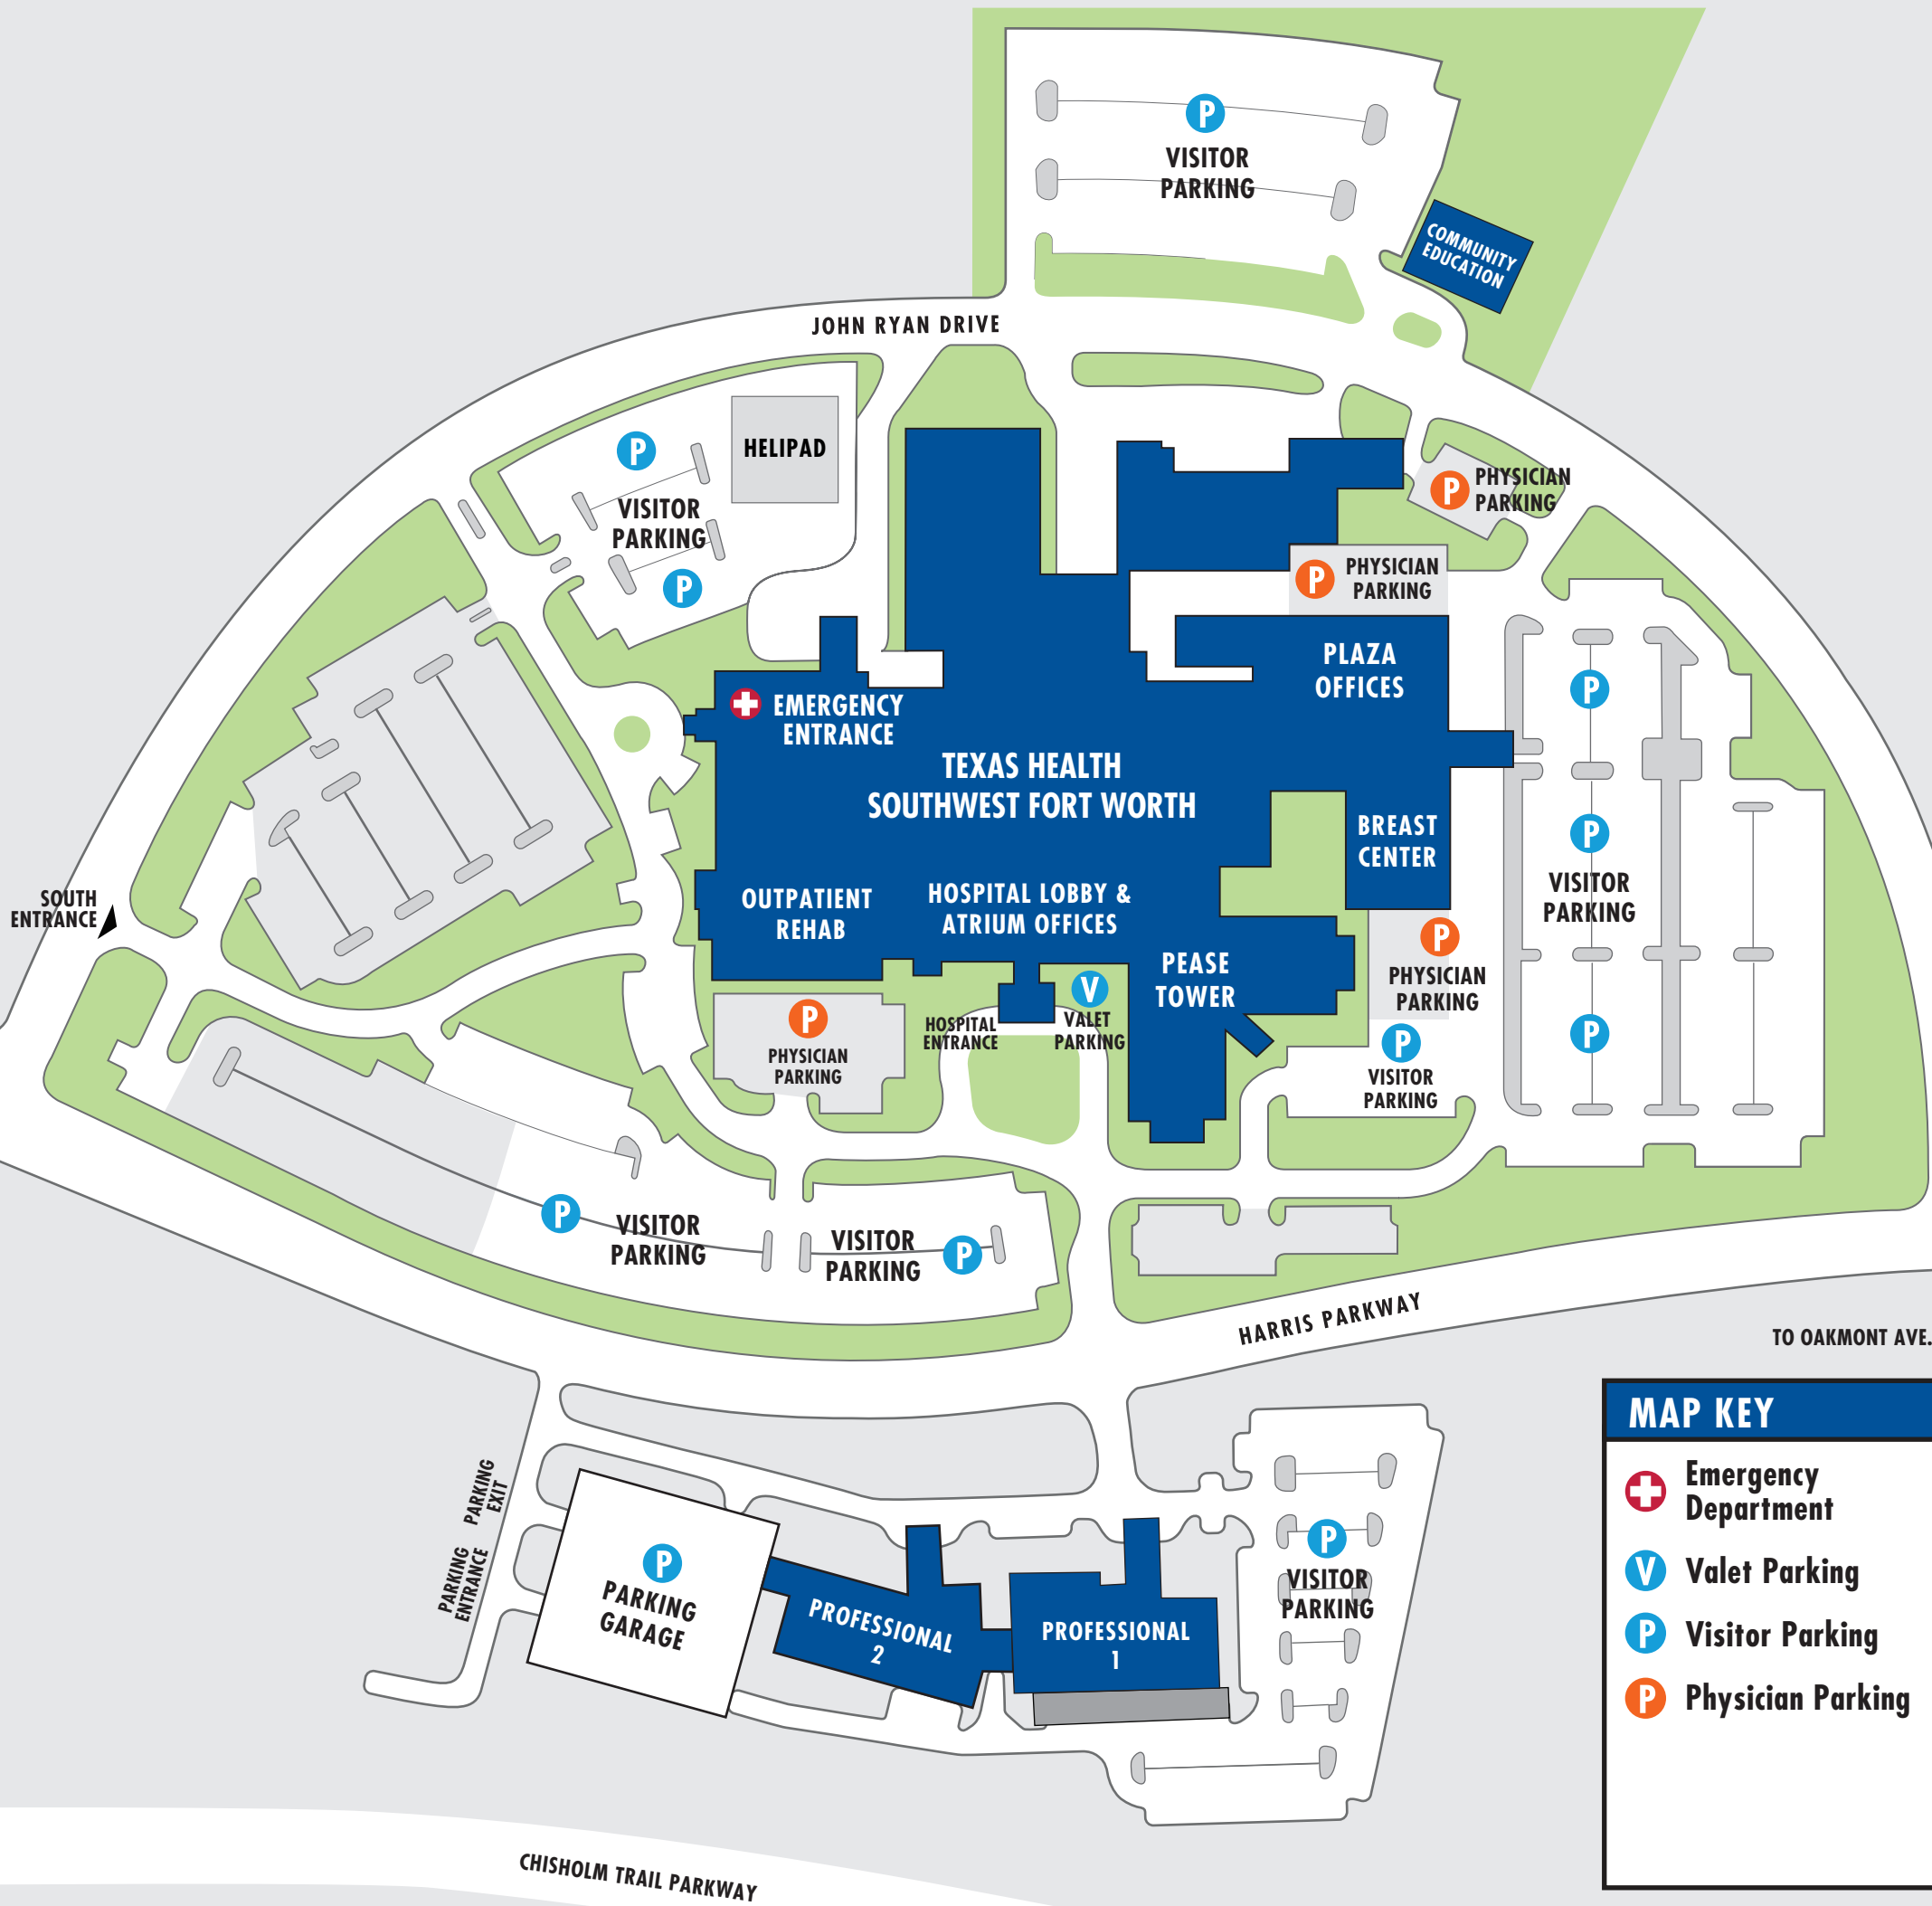 P
VISITOR
PARKING
COMMUNITY
EDUCATION
JOHN RYAN DRIVE
P
HELIPAD
VISITOR
PARKING
P
P
PHYSICIAN
PARKING
P
PHYSICIAN
PARKING
PLAZA
OFFICES
P
EMERGENCY
ENTRANCE
TEXAS HEALTH
SOUTHWEST FORT WORTH
BREAST
CENTER
P
VISITOR
PARKING
SOUTH
ENTRANCE
OUTPATIENT
REHAB
HOSPITAL LOBBY &
ATRIUM OFFICES
PEASE
TOWER
P
PHYSICIAN
PARKING
P
PHYSICIAN
PARKING
HOSPITAL
ENTRANCE
V
VALET
PARKING
P
VISITOR
PARKING
P
P
VISITOR
PARKING
VISITOR
PARKING
P
HARRIS PARKWAY
TO OAKMONT AVE.
PARKING
EXIT
PARKING
ENTRANCE
P
PARKING
GARAGE
PROFESSIONAL
2
PROFESSIONAL
1
P
VISITOR
PARKING
MAP KEY
Emergency
Department
V Valet Parking
P Visitor Parking
P Physician Parking
CHISHOLM TRAIL PARKWAY